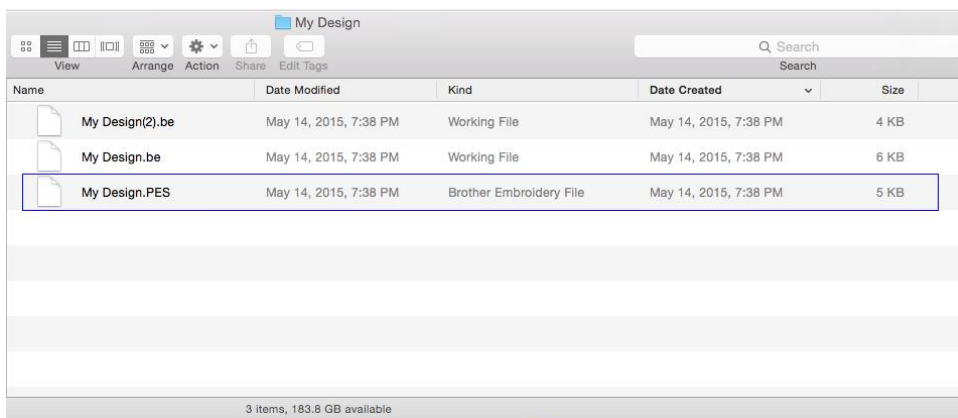 My Design
Search
View Arrange Action Share Edit Tags Search
Name Date Modified Kind Date Created Size
My Design(2).be May 14, 2015, 7:38 PM Working File May 14, 2015, 7:38 PM 4 KB
My Design.be May 14, 2015, 7:38 PM Working File May 14, 2015, 7:38 PM 6 KB
My Design.PES May 14, 2015, 7:38 PM Brother Embroidery File May 14, 2015, 7:38 PM 5 KB
3 items, 183.8 GB available